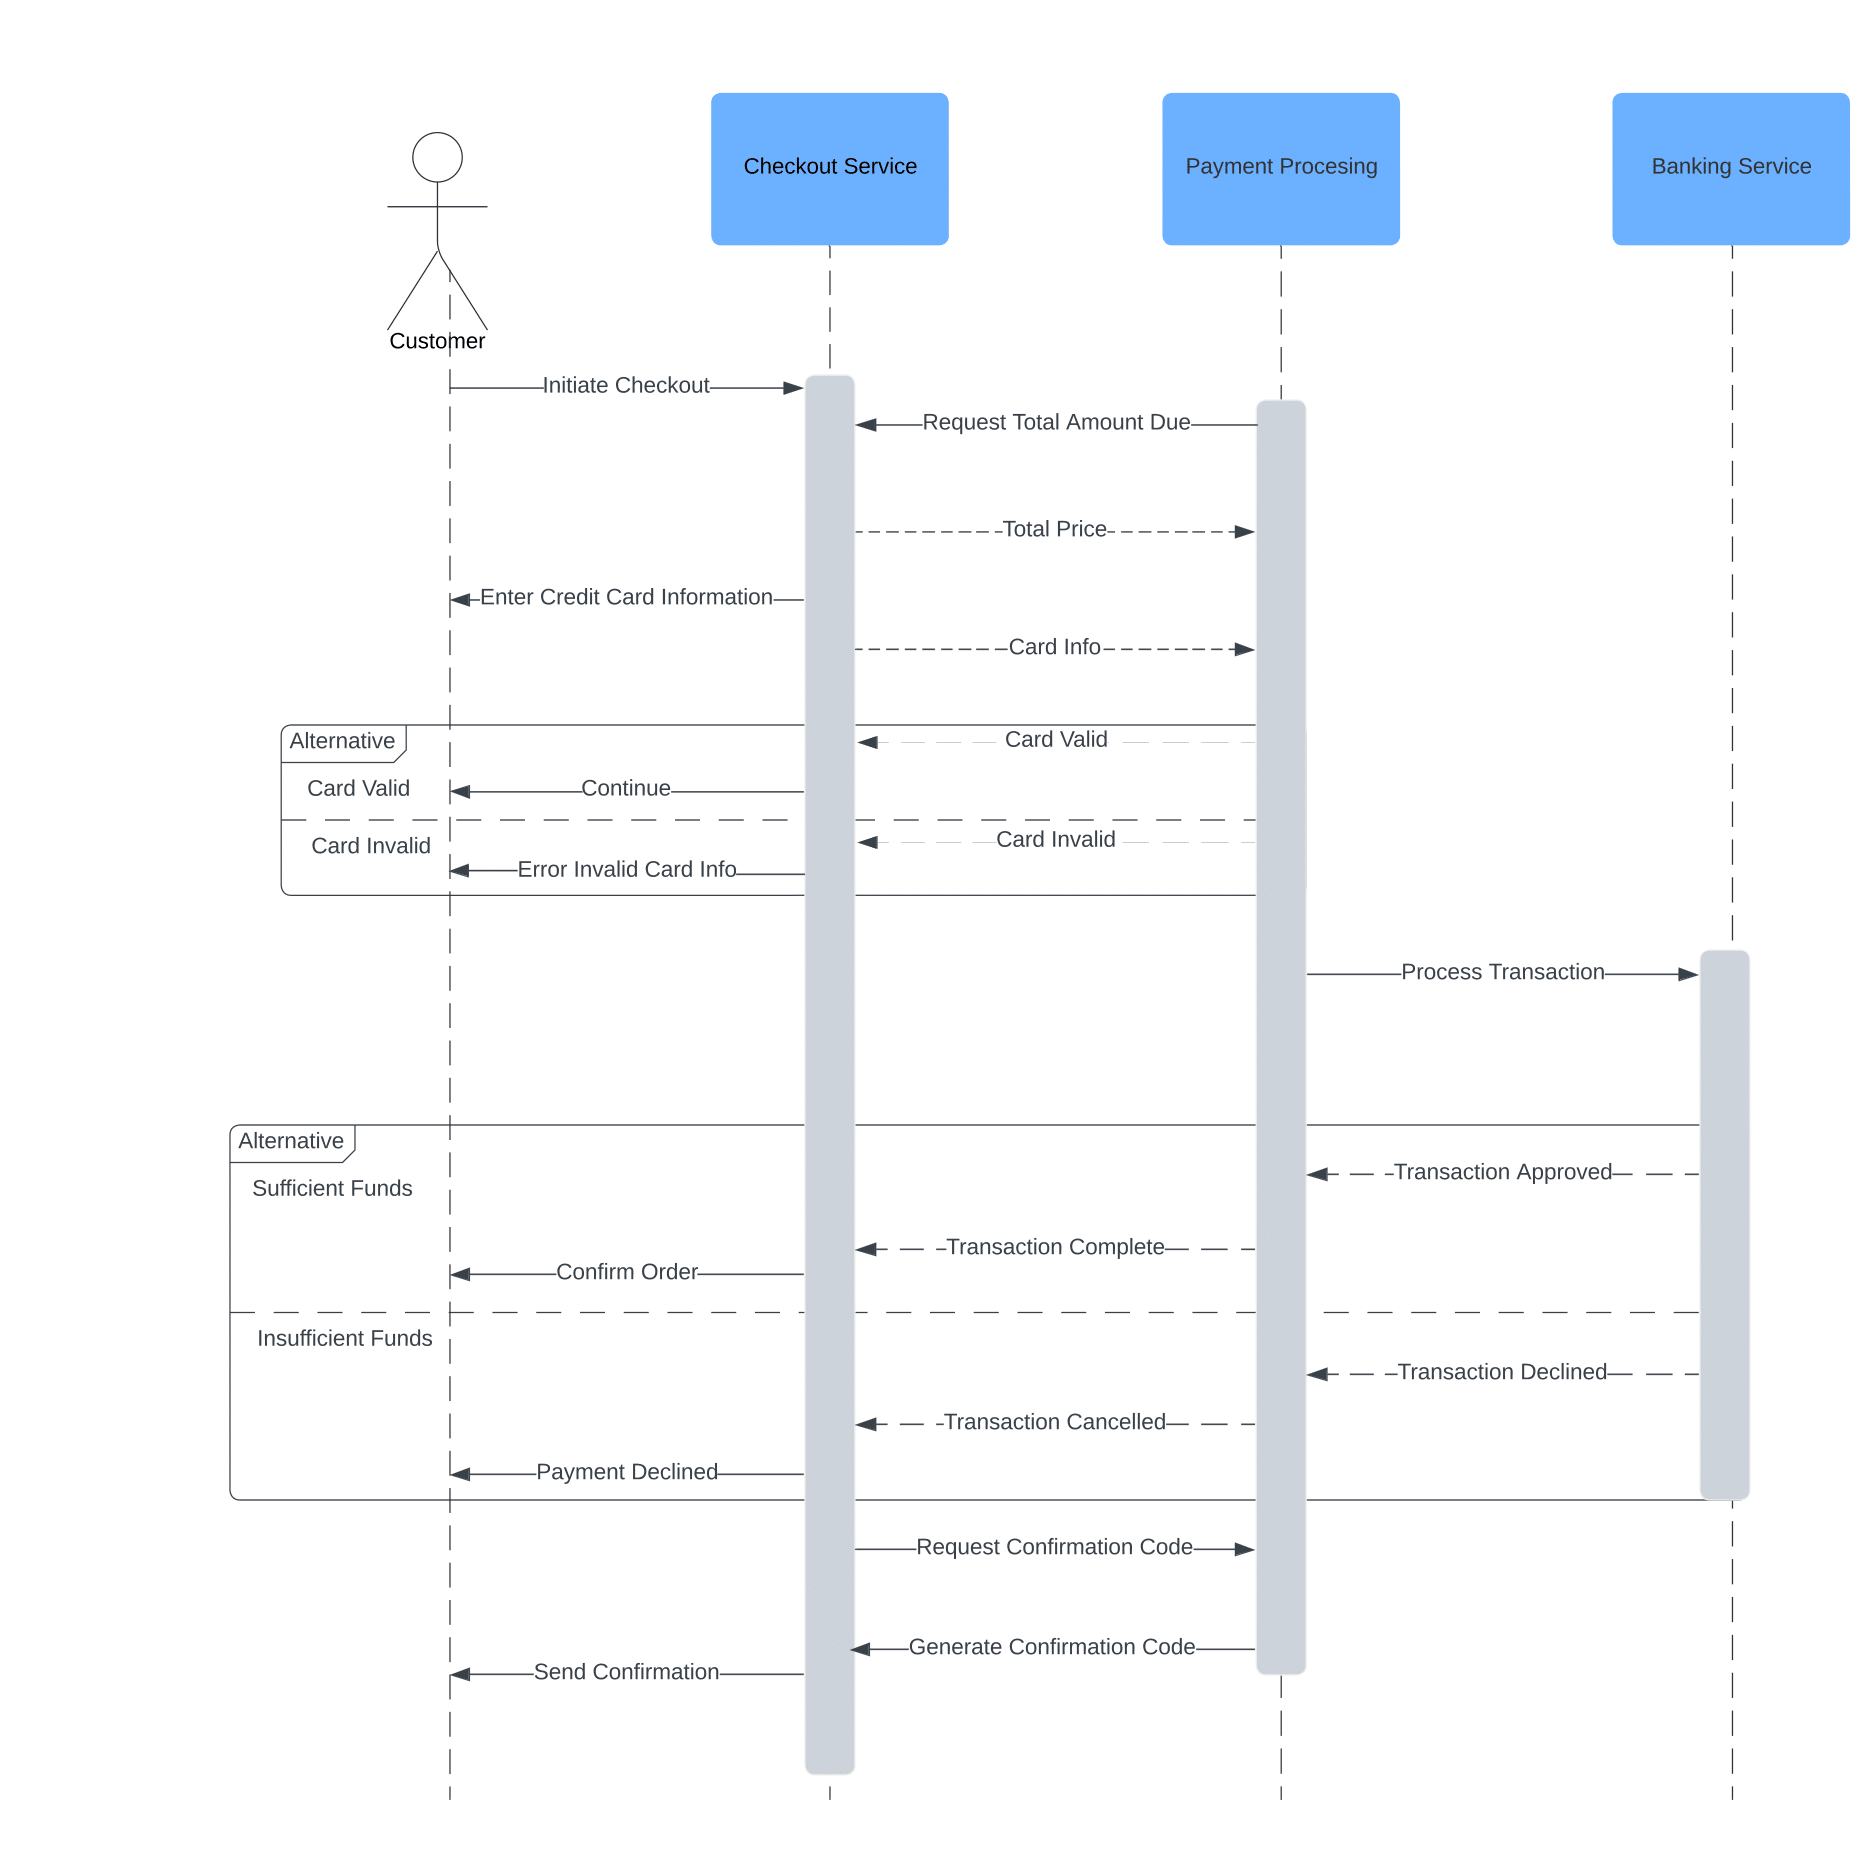 Checkout Service
Payment Procesing
Banking Service
Customer
Initiate Checkout
Request Total Amount Due
Total Price
Enter Credit Card Information
Card Info
Alternative
Card Valid
Card Valid
Continue
Card Invalid
Card Invalid
Error Invalid Card Info
Process Transaction
Alternative
Transaction Approved
Sufficient Funds
Transaction Complete
Confirm Order
Insufficient Funds
Transaction Declined
Transaction Cancelled
Payment Declined
Request Confirmation Code
Generate Confirmation Code
Send Confirmation